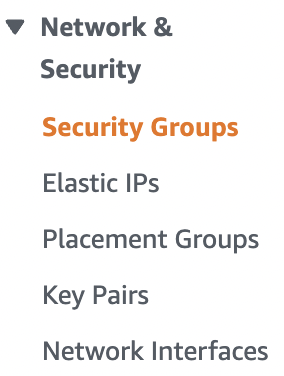 Network &
Security
Security Groups
Elastic IPs
Placement Groups
Key Pairs
Network Interfaces